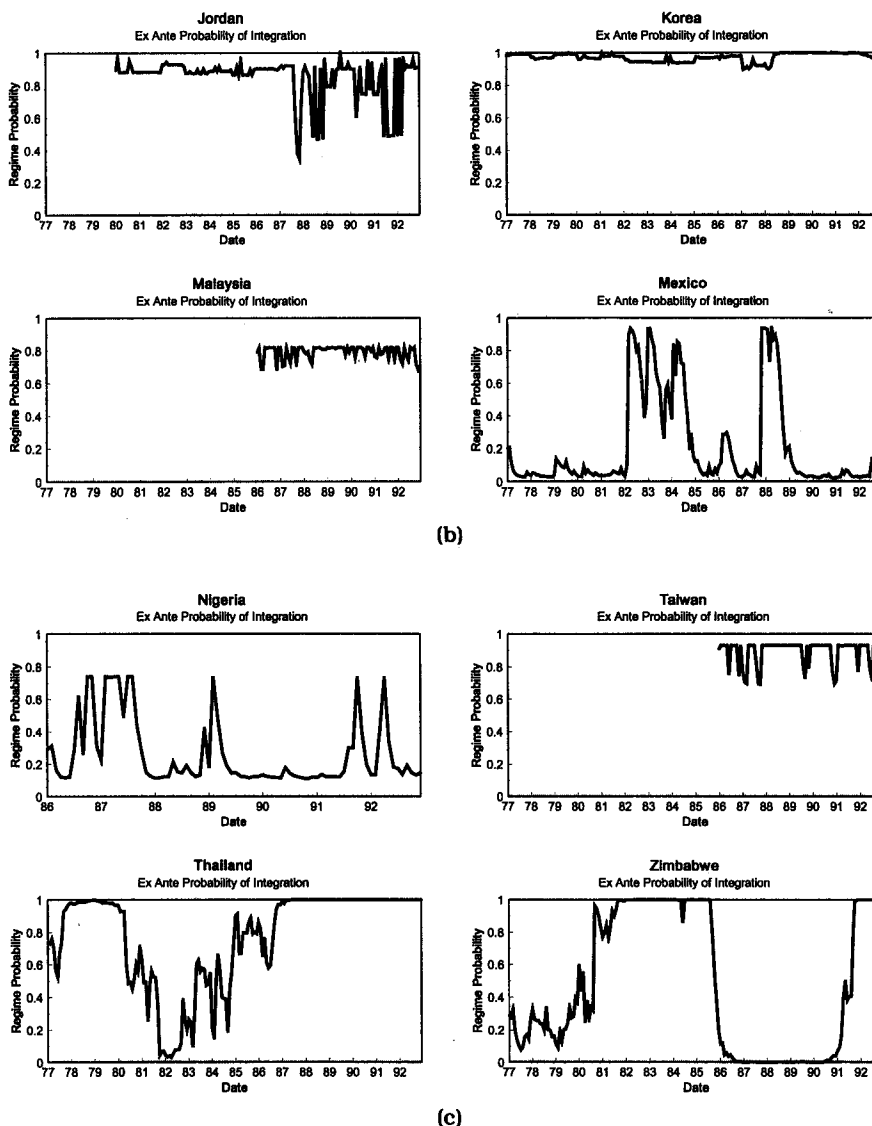 Jordan
Ex Ante Probability of Integration
Regime Probability
1
0.8
0.6
0.4
0.2
0
77 78 79 80 81 82 83 84 85 86 87 88 89 90 91 92
Date
Korea
Ex Ante Probability of Integration
Regime Probability
1
0.8
0.6
0.4
0.2
0
77 78 79 80 81 82 83 84 85 86 87 88 89 90 91 92
Date
Malaysia
Ex Ante Probability of Integration
Regime Probability
1
0.8
0.6
0.4
0.2
0
77 78 79 80 81 82 83 84 85 86 87 88 89 90 91 92
Date
Mexico
Ex Ante Probability of Integration
Regime Probability
1
0.8
0.6
0.4
0.2
0
77 78 79 80 81 82 83 84 85 86 87 88 89 90 91 92
Date
(b)
Nigeria
Ex Ante Probability of Integration
Regime Probability
1
0.8
0.6
0.4
0.2
0
86 87 88 89 90 91 92
Date
Taiwan
Ex Ante Probability of Integration
Regime Probability
1
0.8
0.6
0.4
0.2
0
77 78 79 80 81 82 83 84 85 86 87 88 89 90 91 92
Date
Thailand
Ex Ante Probability of Integration
Regime Probability
1
0.8
0.6
0.4
0.2
0
77 78 79 80 81 82 83 84 85 86 87 88 89 90 91 92
Date
Zimbabwe
Ex Ante Probability of Integration
Regime Probability
1
0.8
0.6
0.4
0.2
0
77 78 79 80 81 82 83 84 85 86 87 88 89 90 91 92
Date
(c)